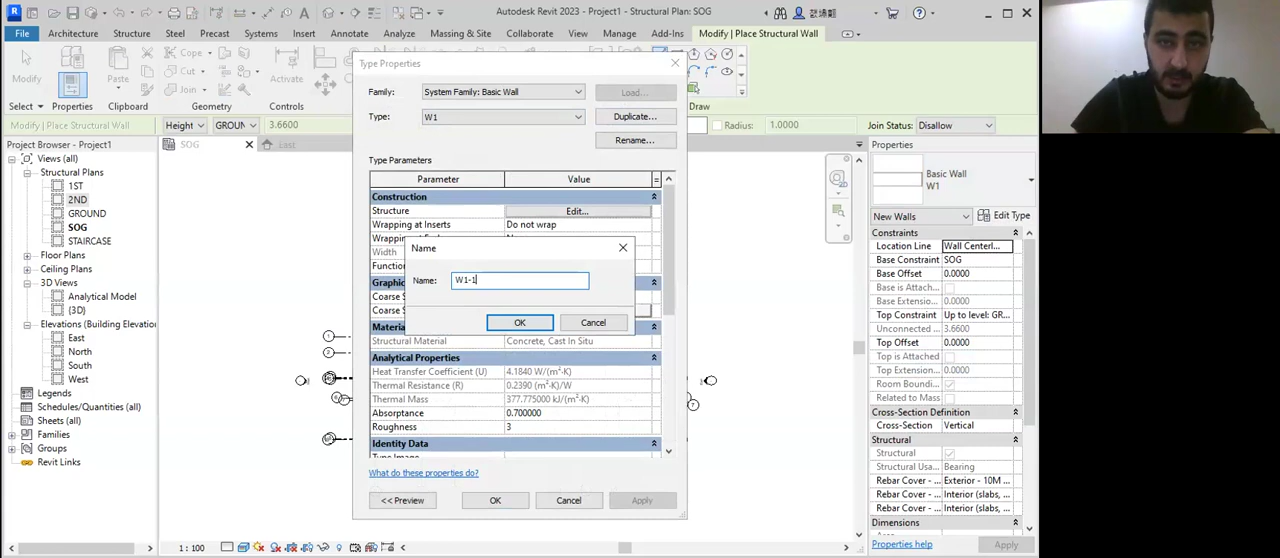 Autodesk Revit 2023 - Project1 - Structural Plan: SOG
File Architecture Structure Steel Precast Systems Insert Annotate Analyze Massing & Site Collaborate View Manage Add-Ins Modify | Place Structural Wall
Cope
Cut
Join
Modify
Paste
Activate
Select Properties Clipboard Geometry Controls Draw
Modify | Place Structural Wall Height GROUN 3.6600 Radius: 1.0000 Join Status: Disallow
Project Browser - Project1
SOG
East
Views (all)
Structural Plans
1ST
2ND
GROUND
SOG
STAIRCASE
Floor Plans
Ceiling Plans
3D Views
Analytical Model
{3D}
Elevations (Building Elevation
East
North
South
West
Legends
Schedules/Quantities (all)
Sheets (all)
Families
Groups
Revit Links
Type Properties
Family: System Family: Basic Wall Load...
Type: W1 Duplicate...
Rename...
Type Parameters
Parameter Value =
Construction
Structure Edit...
Wrapping at Inserts Do not wrap
Width
Name
Name: W1-1
OK Cancel
Structural Material Concrete, Cast In Situ
Analytical Properties
Heat Transfer Coefficient (U) 4.1840 W/(m²·K)
Thermal Resistance (R) 0.2390 (m²·K)/W
Thermal Mass 377.775000 kJ/(m²·K)
Absorptance 0.700000
Roughness 3
Identity Data
What do these properties do?
<< Preview OK Cancel Apply
1
2
7
1 : 100
Properties
Basic Wall
W1
New Walls Edit Type
Constraints
Location Line Wall Centerl...
Base Constraint SOG
Base Offset 0.0000
Base is Attach...
Base Extensio... 0.0000
Top Constraint Up to level: GR...
Unconnected ... 3.6600
Top Offset 0.0000
Top is Attached
Top Extension... 0.0000
Room Boundi...
Related to Mass
Cross-Section Definition
Cross-Section Vertical
Structural
Structural
Structural Usa... Bearing
Rebar Cover - ... Exterior - 10M ...
Rebar Cover - ... Interior (slabs, ...
Rebar Cover - ... Interior (slabs, ...
Dimensions
Properties help Apply